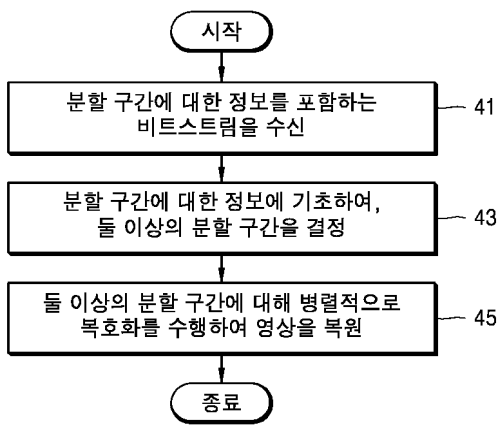 시작
분할 구간에 대한 정보를 포함하는
비트스트림을 수신
41
분할 구간에 대한 정보에 기초하여,
둘 이상의 분할 구간을 결정
43
둘 이상의 분할 구간에 대해 병렬적으로
복호화를 수행하여 영상을 복원
45
종료